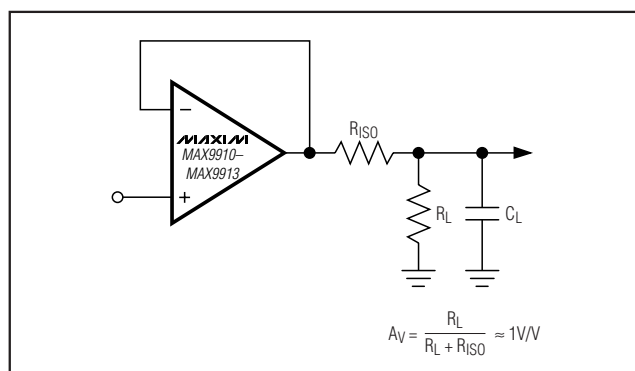 −
MAXIM
MAX9910–
MAX9913
+
RISO
RL
CL
AV = RL / (RL + RISO) ≈ 1V/V